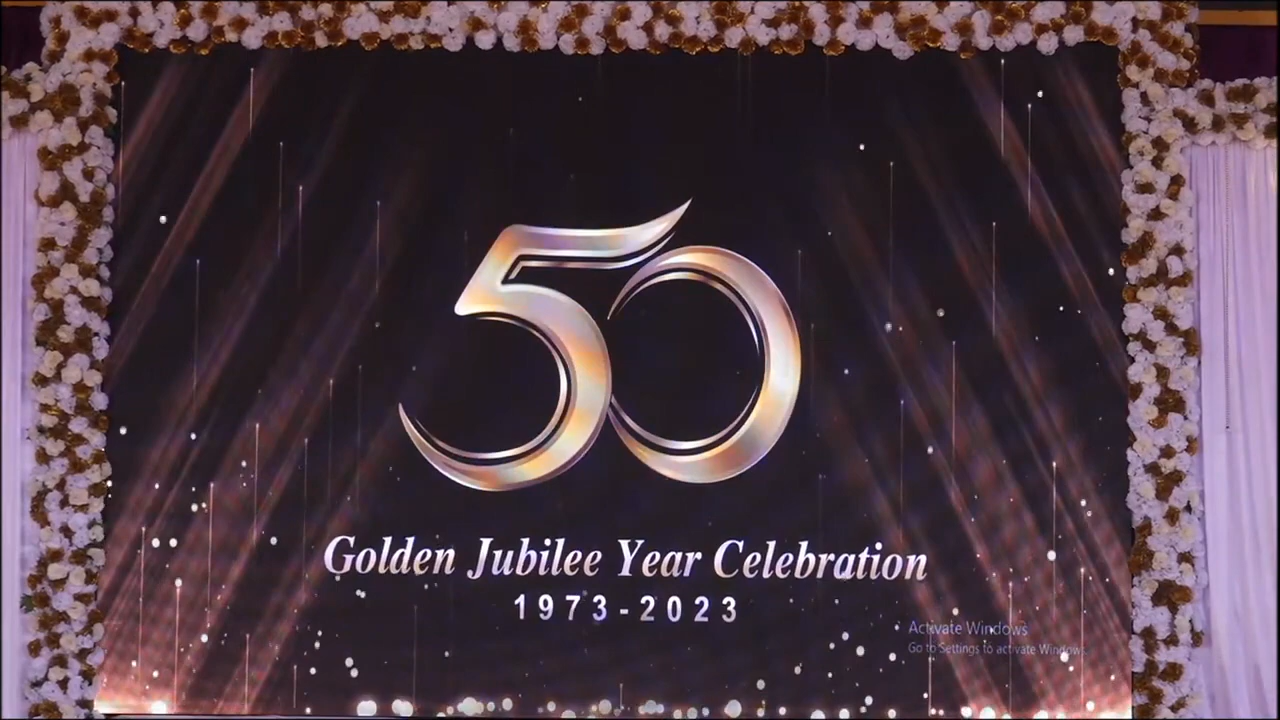 50
Golden Jubilee Year Celebration
1973-2023
Activate Windows
Go to Settings to activate Windows.